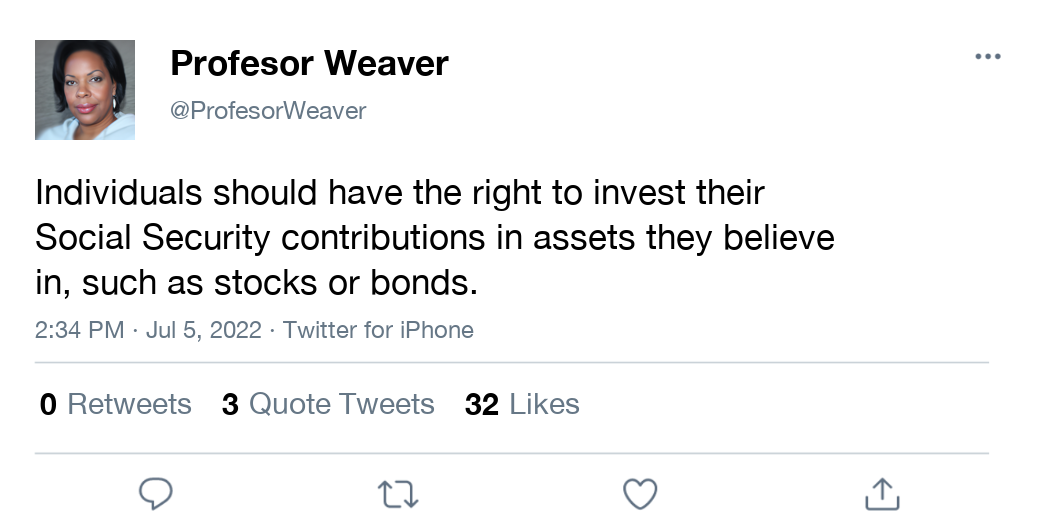 Profesor Weaver
@ProfesorWeaver
Individuals should have the right to invest their
Social Security contributions in assets they believe
in, such as stocks or bonds.
2:34 PM · Jul 5, 2022 · Twitter for iPhone
0 Retweets 3 Quote Tweets 32 Likes